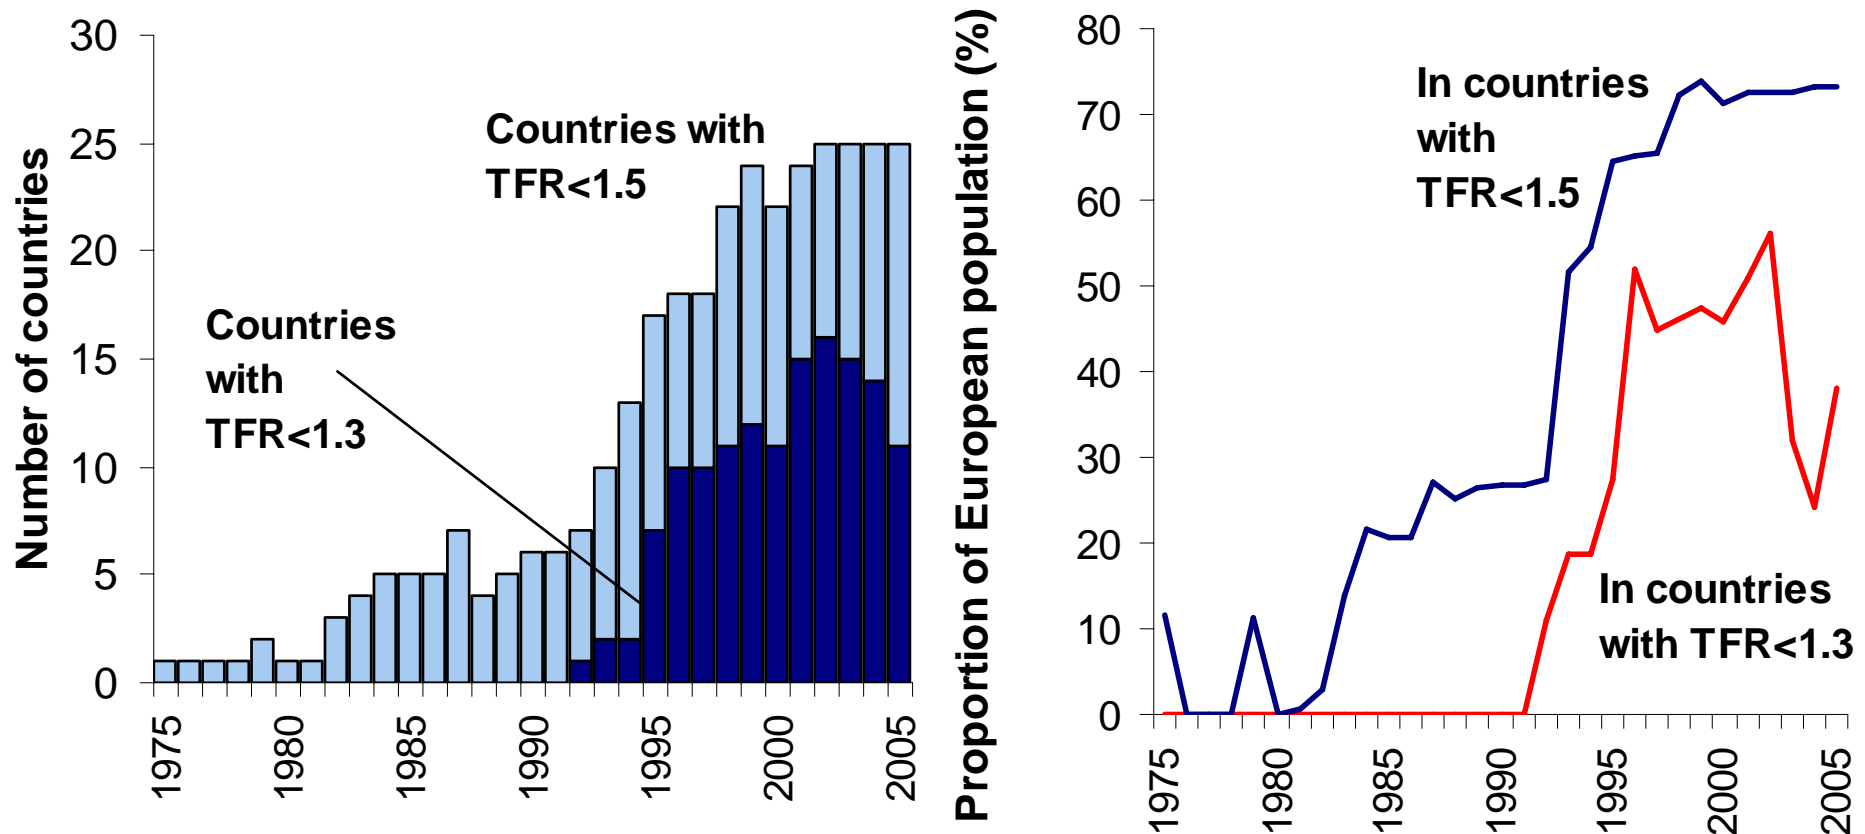 Number of countries
30
25
20
15
10
5
0
Countries with
TFR<1.5
Countries
with
TFR<1.3
1975
1980
1985
1990
1995
2000
2005
Proportion of European population (%)
80
70
60
50
40
30
20
10
0
In countries
with
TFR<1.5
In countries
with TFR<1.3
1975
1980
1985
1990
1995
2000
2005